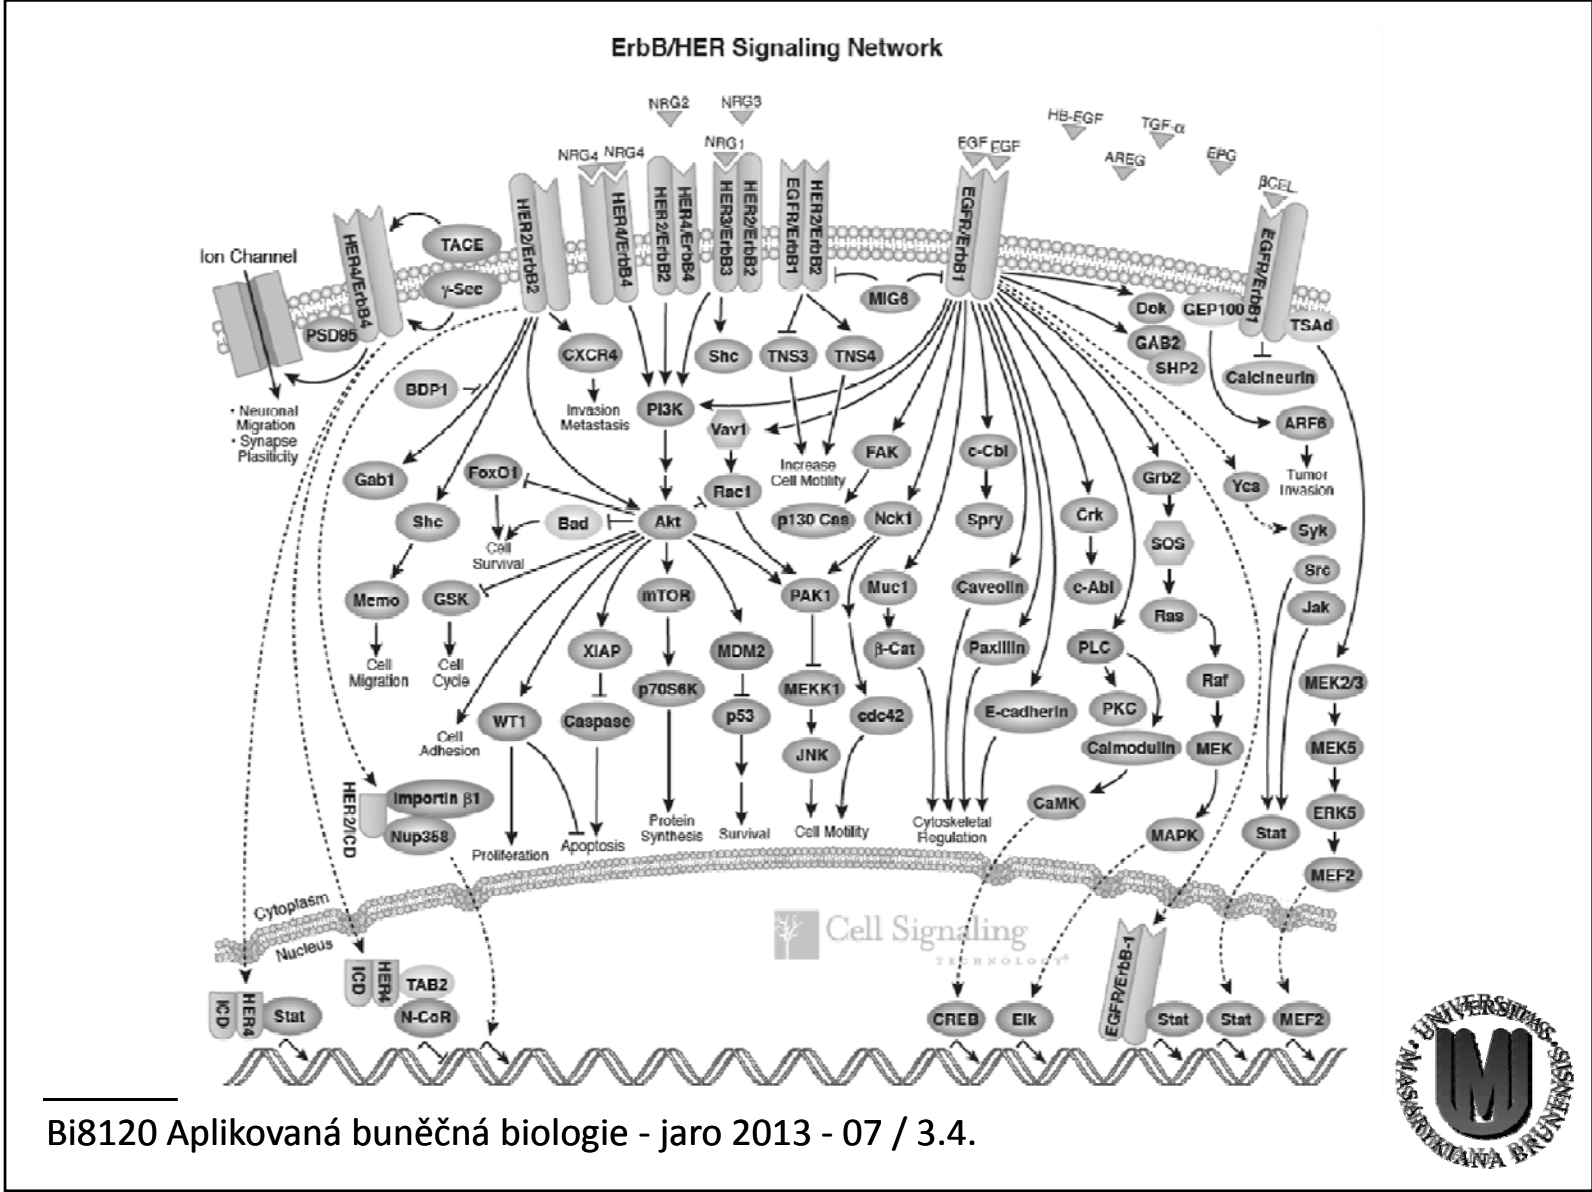 ErbB/HER Signaling Network
NRG2
NRG3
HB-EGF
TGF-α
NRG4 NRG4
NRG1
EGF EGF
AREG
EPG
βCEL
HER4/ErbB4
HER2/ErbB2
HER4/ErbB4
HER2/ErbB2
HER4/ErbB4
HER3/ErbB3
HER2/ErbB2
EGFR/ErbB1
HER2/ErbB2
EGFR/ErbB1
EGFR/ErbB1
TACE
Ion Channel
γ-Sec
MIG6
PSD95
Dok
GEP100
TSAd
CXCR4
Shc
TNS3
TNS4
GAB2
SHP2
Calcineurin
BDP1
• Neuronal
Migration
• Synapse
Plasiticity
Invasion
Metastasis
PI3K
Vav1
ARF6
FAK
c-Cbl
Increase
Cell Motility
Gab1
FoxO1
Rac1
Grb2
Yes
Tumor
Invasion
Shc
Bad
Akt
p130 Cas
Nck1
Spry
Crk
SOS
Syk
Cell
Survival
Src
Memo
GSK
mTOR
PAK1
Muc1
Caveolin
c-Abl
Ras
Jak
XIAP
MDM2
β-Cat
Paxillin
PLC
Cell
Migration
Cell
Cycle
p70S6K
MEKK1
Raf
MEK2/3
WT1
Caspase
p53
cdc42
E-cadherin
PKC
Cell
Adhesion
JNK
Calmodulin
MEK
MEK5
HER2/ICD
Importin β1
Nup358
CaMK
MAPK
Stat
ERK5
Proliferation
Apoptosis
Protein
Synthesis
Survival
Cell Motility
Cytoskeletal
Regulation
MEF2
Cytoplasm
Nucleus
Cell Signaling
TECHNOLOGY®
ICD
HER4
Stat
ICD
HER4
TAB2
N-CoR
CREB
Elk
EGFR/ErbB-1
Stat
Stat
MEF2
Bi8120 Aplikovaná buněčná biologie - jaro 2013 - 07 / 3.4.
• UNIVERSITAS • MASARYKIANA BRUNENSIS